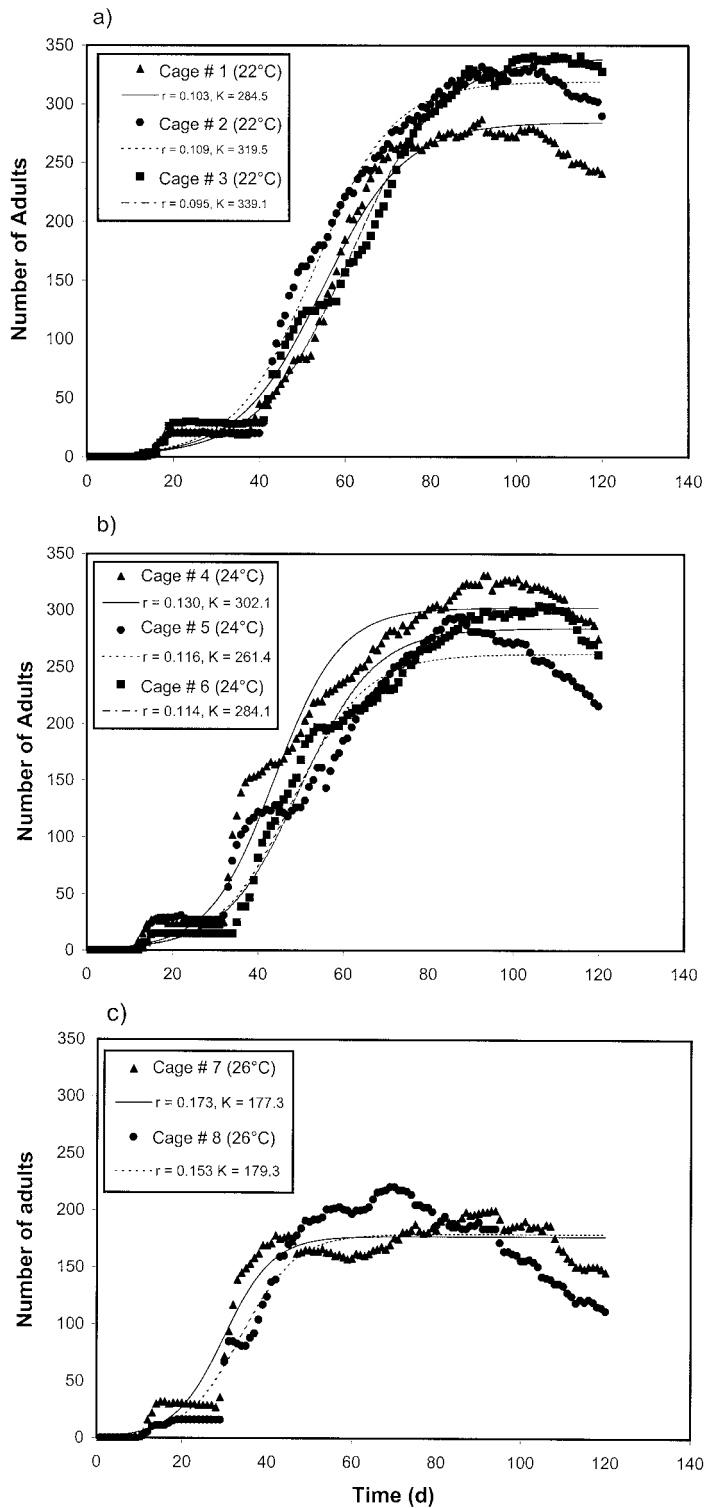 a)
350
300
250
200
150
100
50
0
Number of Adults
Cage # 1 (22°C)
r = 0.103, K = 284.5
Cage # 2 (22°C)
r = 0.109, K = 319.5
Cage # 3 (22°C)
r = 0.095, K = 339.1
0 20 40 60 80 100 120 140
b)
350
300
250
200
150
100
50
0
Number of Adults
Cage # 4 (24°C)
r = 0.130, K = 302.1
Cage # 5 (24°C)
r = 0.116, K = 261.4
Cage # 6 (24°C)
r = 0.114, K = 284.1
0 20 40 60 80 100 120 140
c)
350
300
250
200
150
100
50
0
Number of adults
Cage # 7 (26°C)
r = 0.173, K = 177.3
Cage # 8 (26°C)
r = 0.153 K = 179.3
0 20 40 60 80 100 120 140
Time (d)